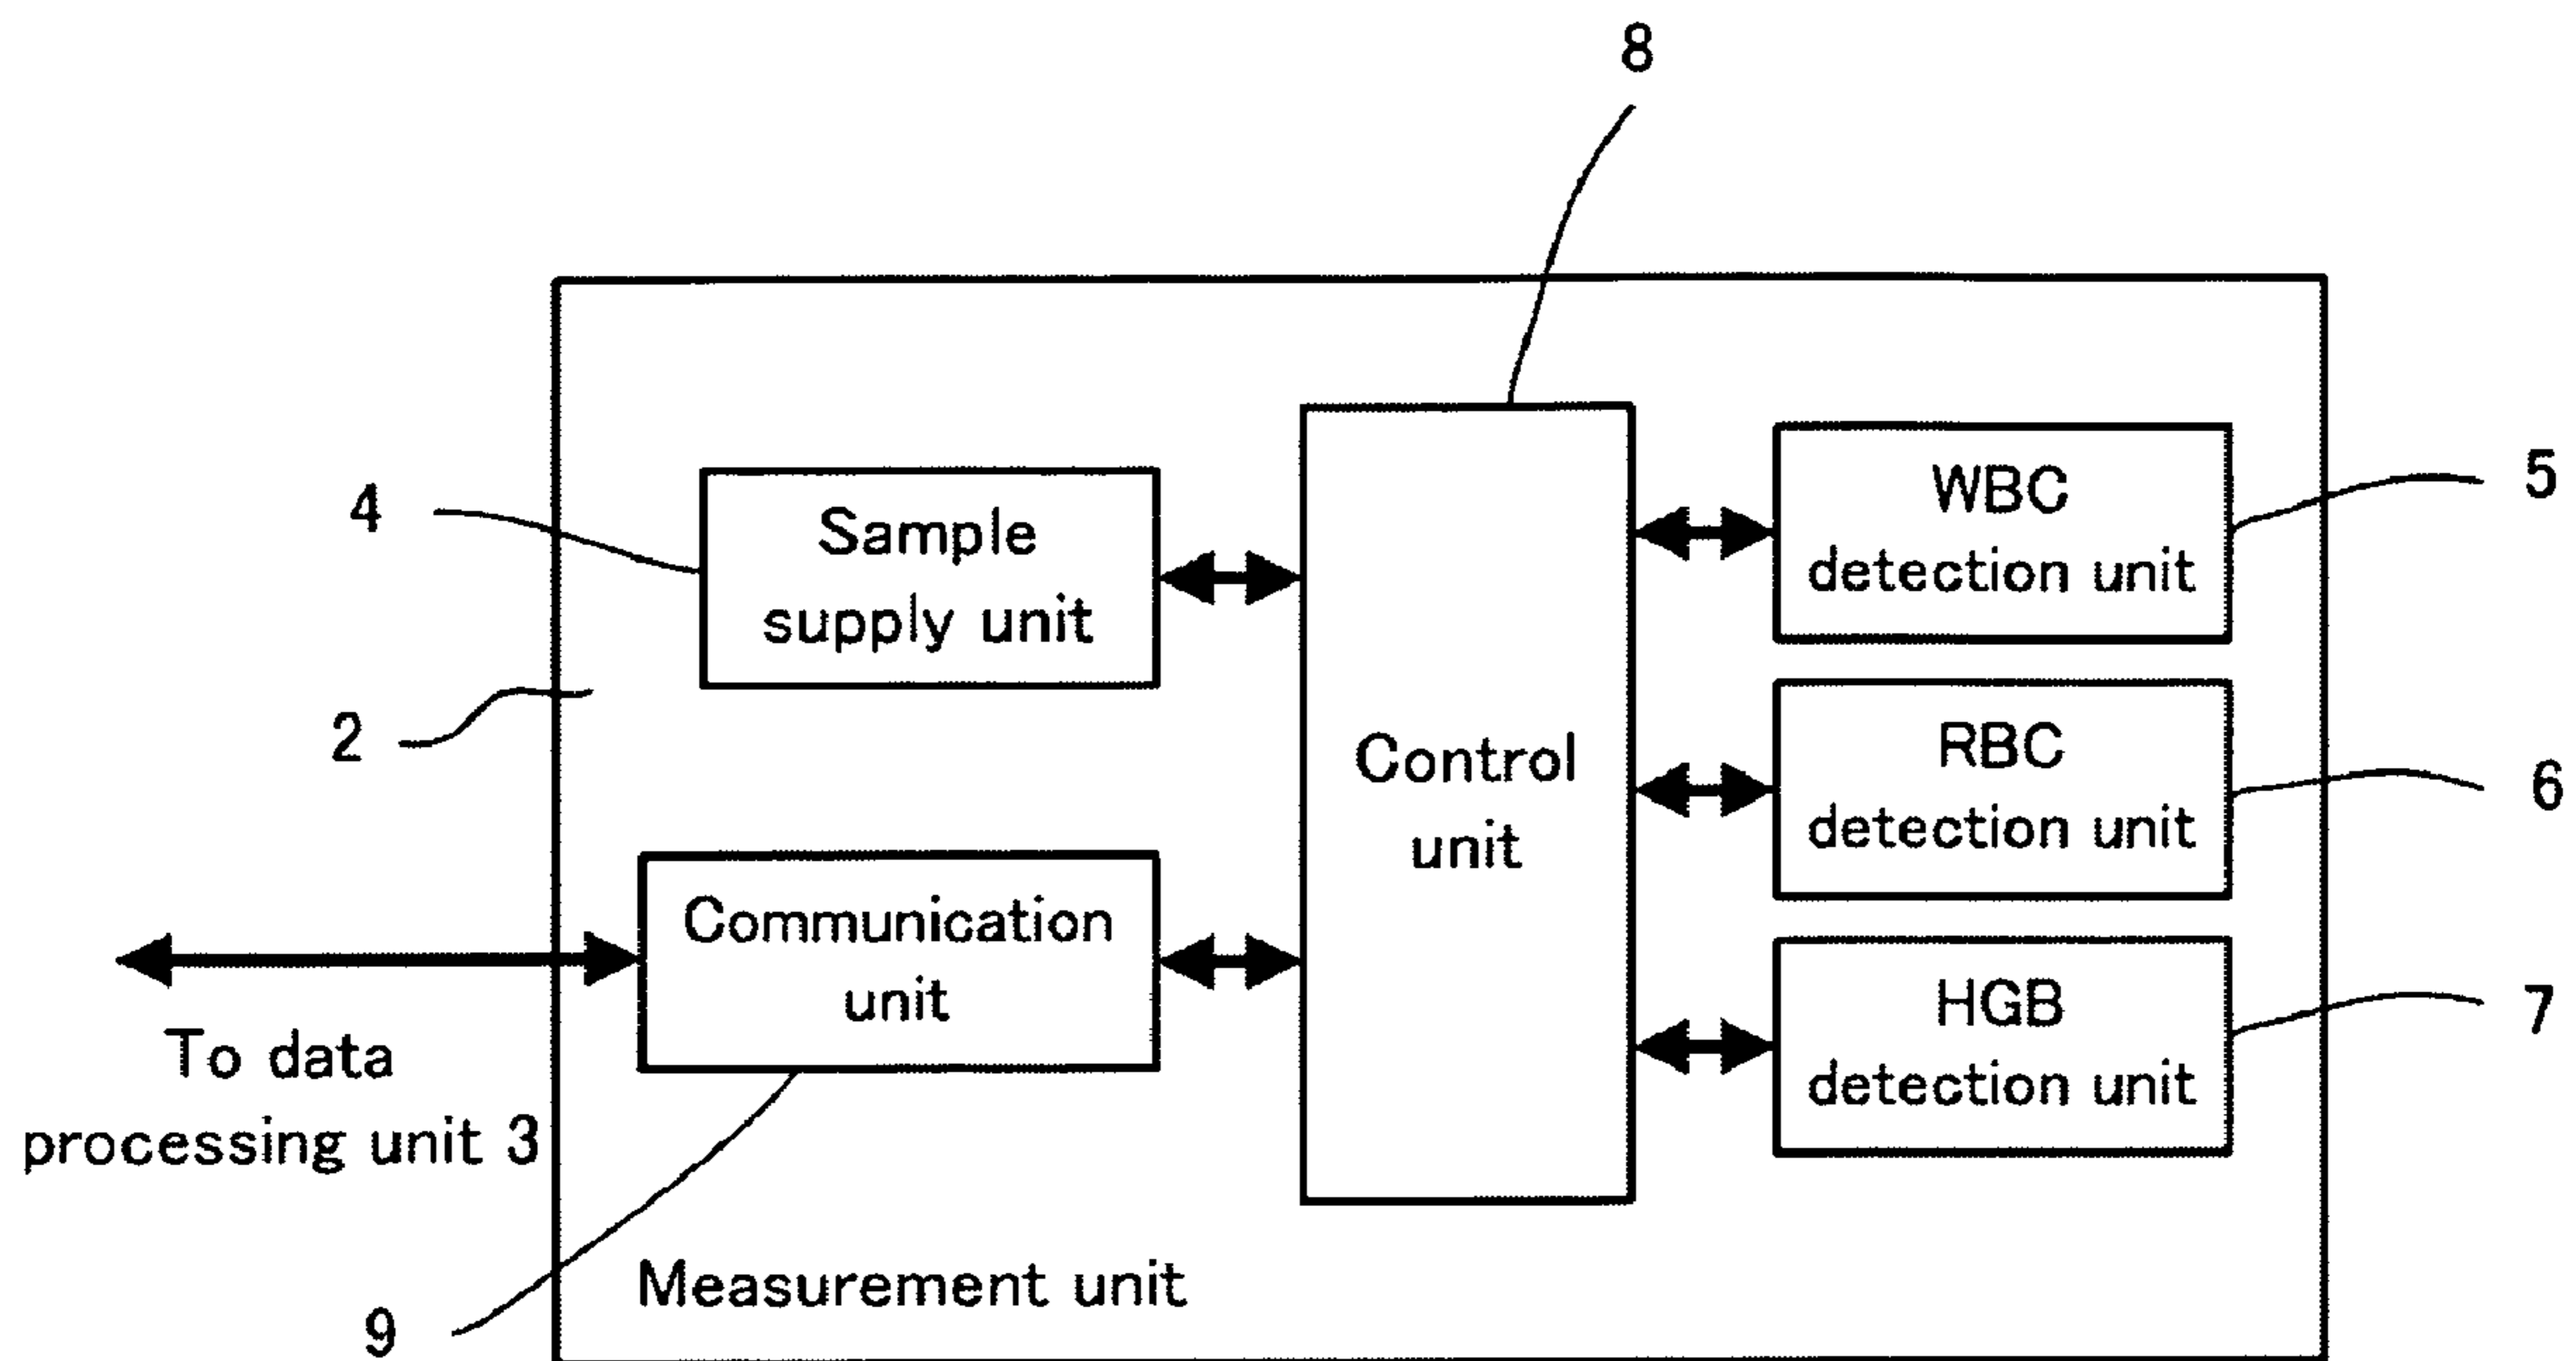 8
4
Sample
supply unit
2
Communication
unit
To data
processing unit 3
9
Measurement unit
Control
unit
WBC
detection unit
5
RBC
detection unit
6
HGB
detection unit
7